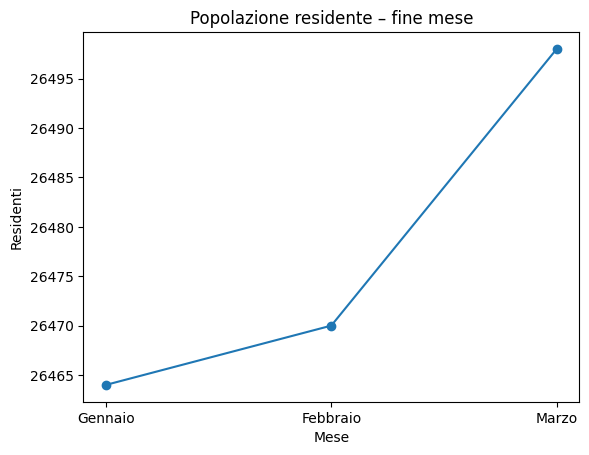 Popolazione residente – fine mese
Residenti
26495
26490
26485
26480
26475
26470
26465
Gennaio Febbraio Marzo
Mese